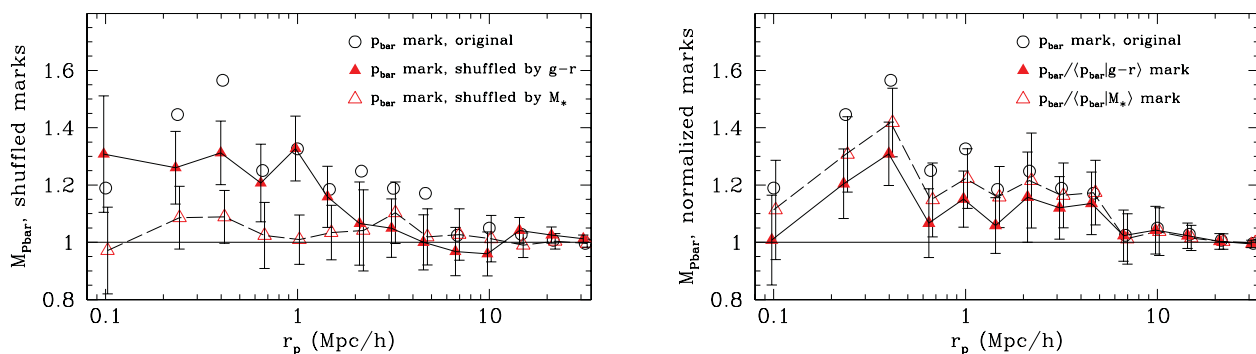 p_bar mark, original
p_bar mark, shuffled by g-r
p_bar mark, shuffled by M_*
M_Pbar, shuffled marks
1.6
1.4
1.2
1
0.8
0.1
1
10
r_p (Mpc/h)
p_bar mark, original
p_bar/⟨p_bar|g-r⟩ mark
p_bar/⟨p_bar|M_*⟩ mark
M_Pbar, normalized marks
1.6
1.4
1.2
1
0.8
0.1
1
10
r_p (Mpc/h)